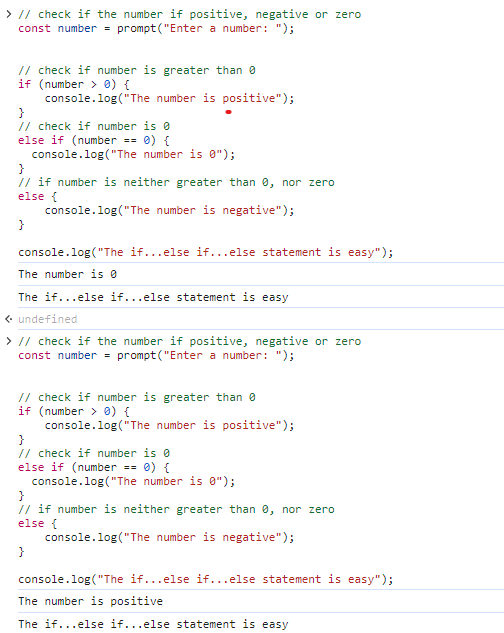 > // check if the number if positive, negative or zero
const number = prompt("Enter a number: ");
// check if number is greater than 0
if (number > 0) {
    console.log("The number is positive");
}
// check if number is 0
else if (number == 0) {
  console.log("The number is 0");
}
// if number is neither greater than 0, nor zero
else {
    console.log("The number is negative");
}
console.log("The if...else if...else statement is easy");
The number is 0
The if...else if...else statement is easy
undefined
> // check if the number if positive, negative or zero
const number = prompt("Enter a number: ");
// check if number is greater than 0
if (number > 0) {
    console.log("The number is positive");
}
// check if number is 0
else if (number == 0) {
  console.log("The number is 0");
}
// if number is neither greater than 0, nor zero
else {
    console.log("The number is negative");
}
console.log("The if...else if...else statement is easy");
The number is positive
The if...else if...else statement is easy